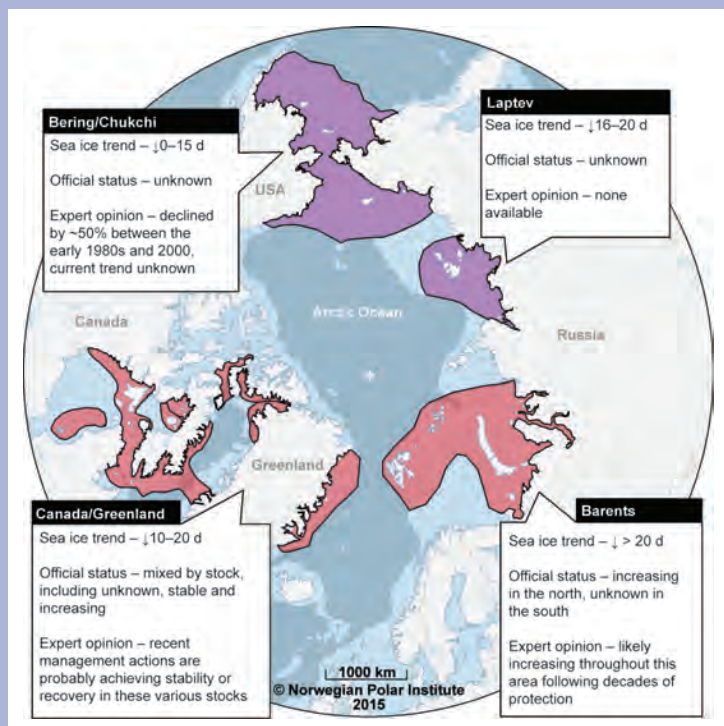 Bering/Chukchi
Sea ice trend – ↓0–15 d
Official status – unknown
Expert opinion – declined
by ~50% between the
early 1980s and 2000,
current trend unknown
Laptev
Sea ice trend – ↓16–20 d
Official status – unknown
Expert opinion – none
available
USA
Canada
Arctic Ocean
Russia
Greenland
Canada/Greenland
Sea ice trend – ↓10–20 d
Official status – mixed by stock,
including unknown, stable and
increasing
Expert opinion – recent
management actions are
probably achieving stability or
recovery in these various stocks
Barents
Sea ice trend – ↓ > 20 d
Official status – increasing
in the north, unknown in
the south
Expert opinion – likely
increasing throughout this
area following decades of
protection
1000 km
© Norwegian Polar Institute
2015